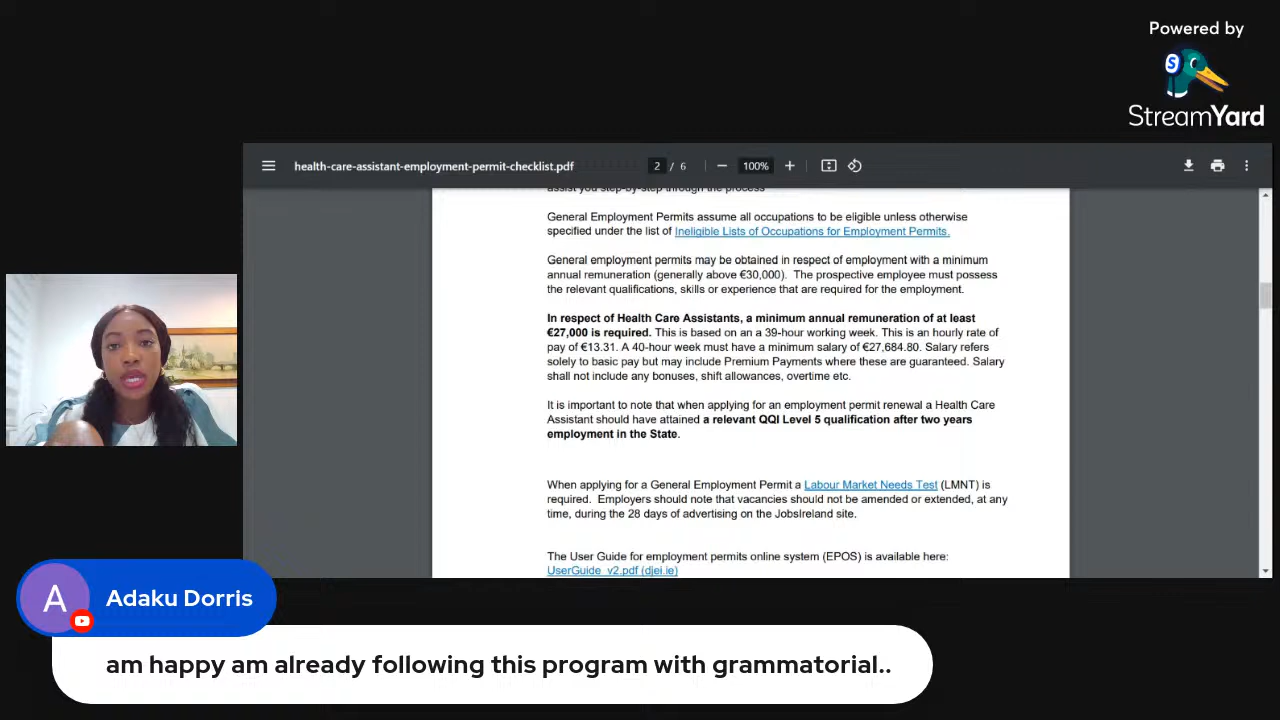 Powered by
S
StreamYard
health-care-assistant-employment-permit-checklist.pdf
2 / 6
100%
assist you step-by-step through the process
General Employment Permits assume all occupations to be eligible unless otherwise
specified under the list of Ineligible Lists of Occupations for Employment Permits.
General employment permits may be obtained in respect of employment with a minimum
annual remuneration (generally above €30,000). The prospective employee must possess
the relevant qualifications, skills or experience that are required for the employment.
In respect of Health Care Assistants, a minimum annual remuneration of at least
€27,000 is required. This is based on an a 39-hour working week. This is an hourly rate of
pay of €13.31. A 40-hour week must have a minimum salary of €27,684.80. Salary refers
solely to basic pay but may include Premium Payments where these are guaranteed. Salary
shall not include any bonuses, shift allowances, overtime etc.
It is important to note that when applying for an employment permit renewal a Health Care
Assistant should have attained a relevant QQI Level 5 qualification after two years
employment in the State.
When applying for a General Employment Permit a Labour Market Needs Test (LMNT) is
required. Employers should note that vacancies should not be amended or extended, at any
time, during the 28 days of advertising on the JobsIreland site.
The User Guide for employment permits online system (EPOS) is available here:
UserGuide_v2.pdf (djei.ie)
A
Adaku Dorris
am happy am already following this program with grammatorial..